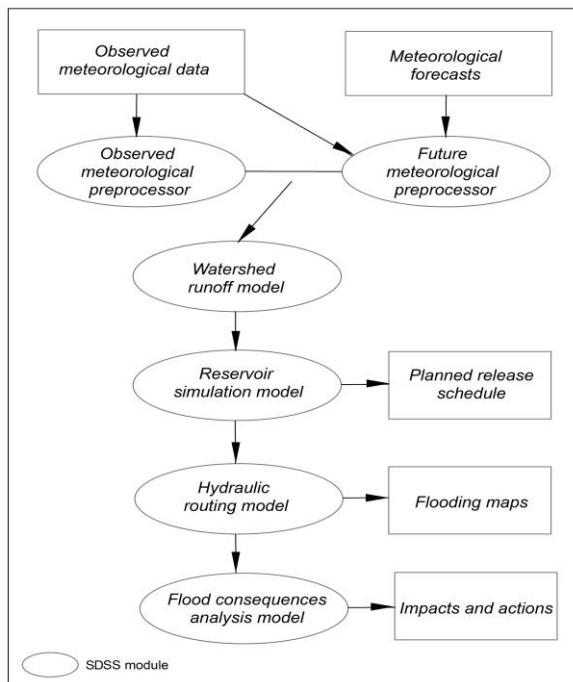 Observed
meteorological data
Meteorological
forecasts
Observed
meteorological
preprocessor
Future
meteorological
preprocessor
Watershed
runoff model
Reservoir
simulation model
Planned release
schedule
Hydraulic
routing model
Flooding maps
Flood consequences
analysis model
Impacts and actions
SDSS module